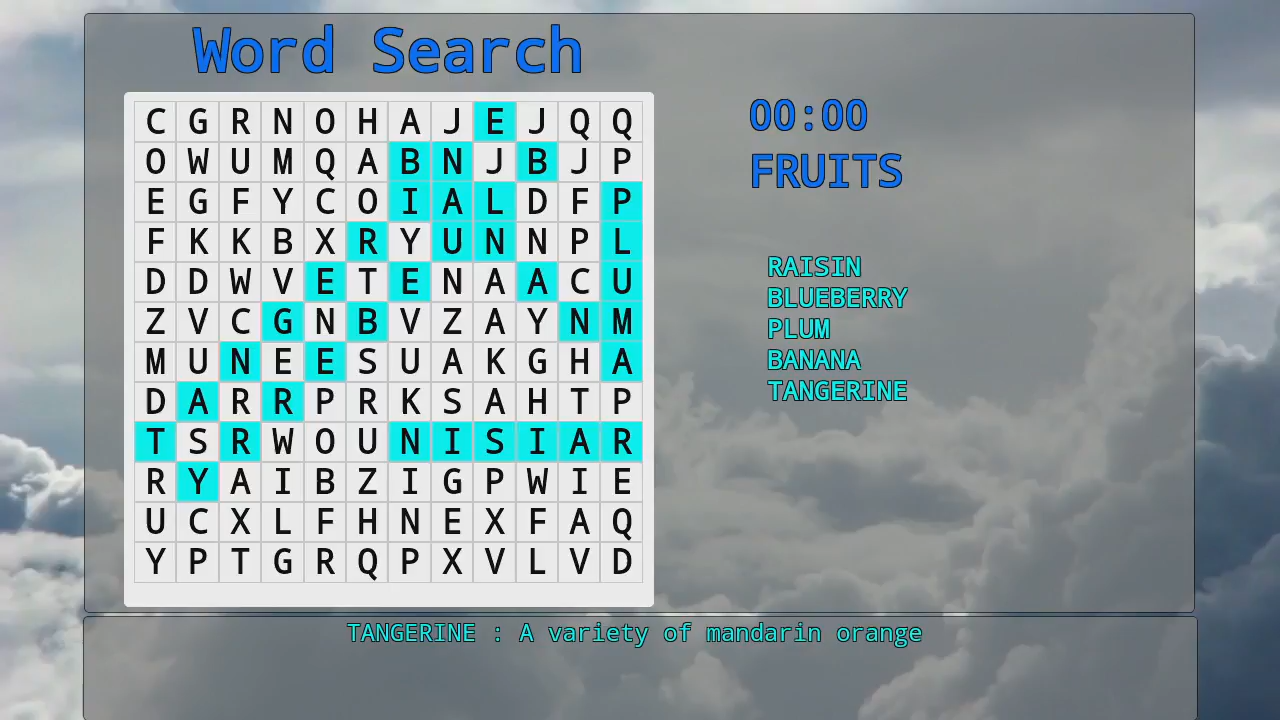 Word Search
C G R N O H A J E J Q Q
O W U M Q A B N J B J P
E G F Y C O I A L D F P
F K K B X R Y U N N P L
D D W V E T E N A A C U
Z V C G N B V Z A Y N M
M U N E E S U A K G H A
D A R R P R K S A H T P
T S R W O U N I S I A R
R Y A I B Z I G P W I E
U C X L F H N E X F A Q
Y P T G R Q P X V L V D
00:00
FRUITS
RAISIN
BLUEBERRY
PLUM
BANANA
TANGERINE
TANGERINE : A variety of mandarin orange